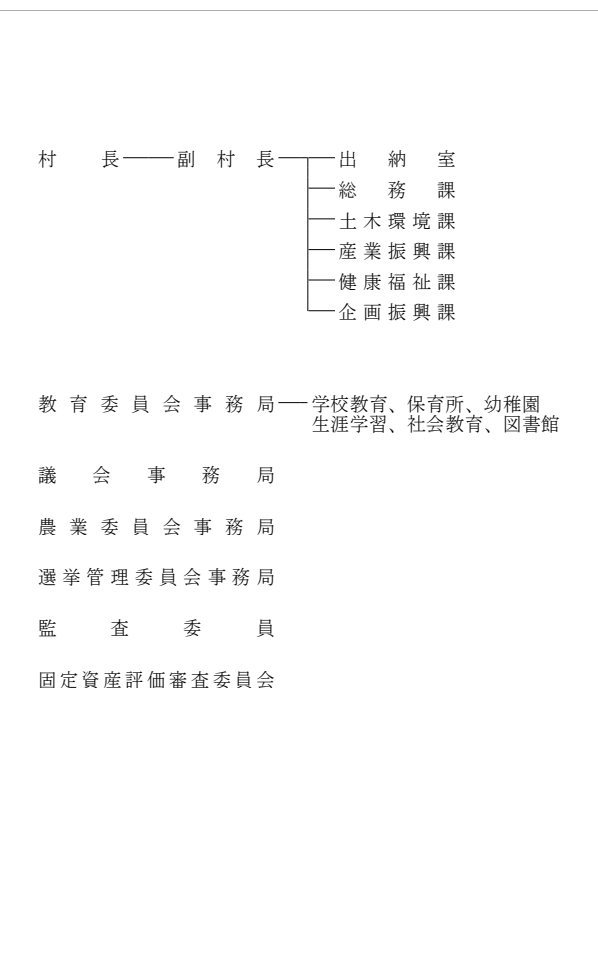 村長 副村長 出納室
総務課
土木環境課
産業振興課
健康福祉課
企画振興課
教育委員会事務局 学校教育、保育所、幼稚園
生涯学習、社会教育、図書館
議会事務局
農業委員会事務局
選挙管理委員会事務局
監査委員
固定資産評価審査委員会